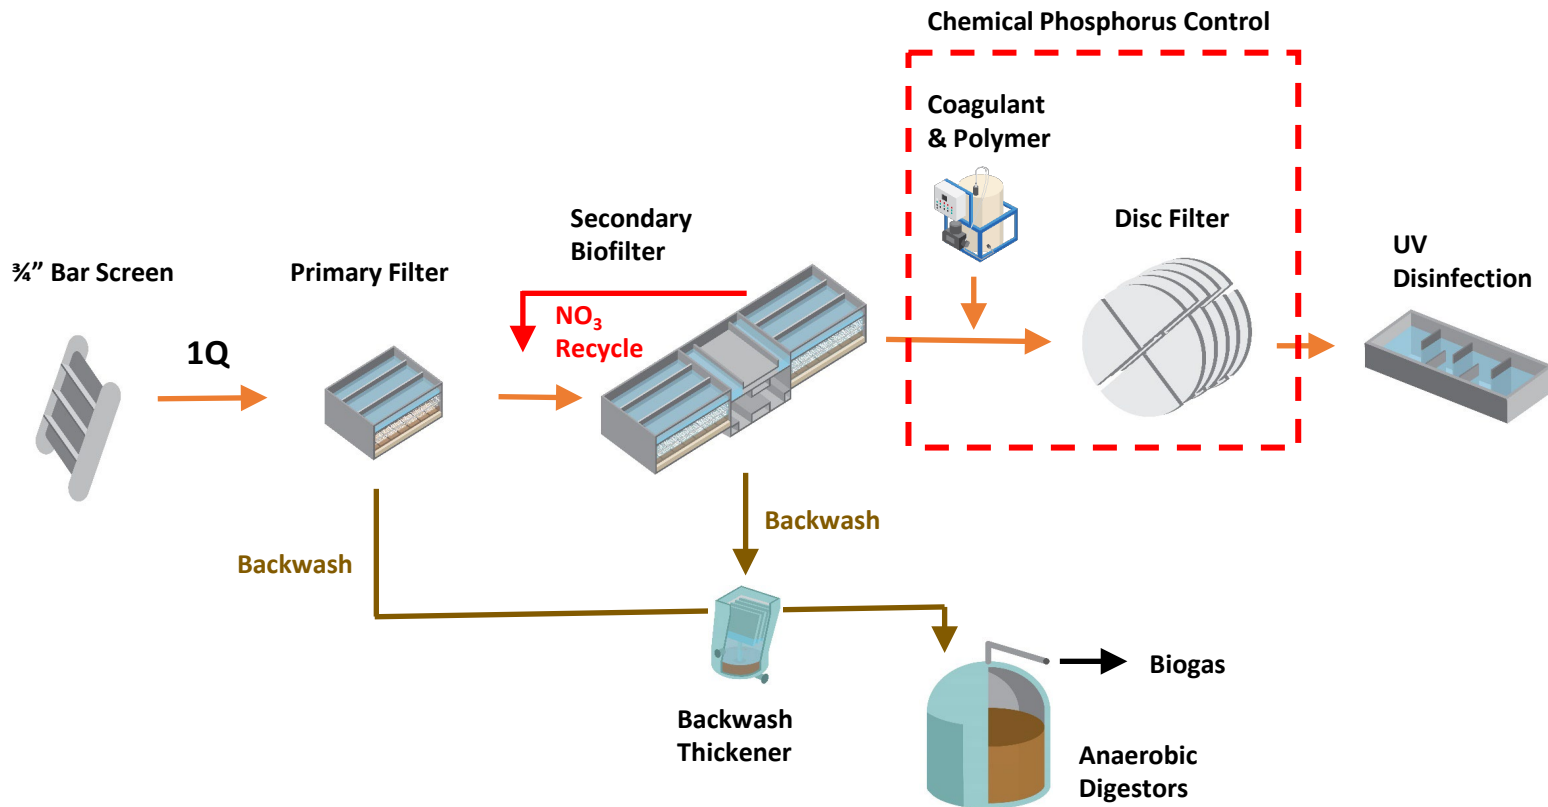 Chemical Phosphorus Control
Coagulant
& Polymer
Secondary
Biofilter
Disc Filter
UV
Disinfection
¾” Bar Screen
Primary Filter
NO₃
Recycle
1Q
Backwash
Backwash
Backwash
Thickener
Biogas
Anaerobic
Digestors